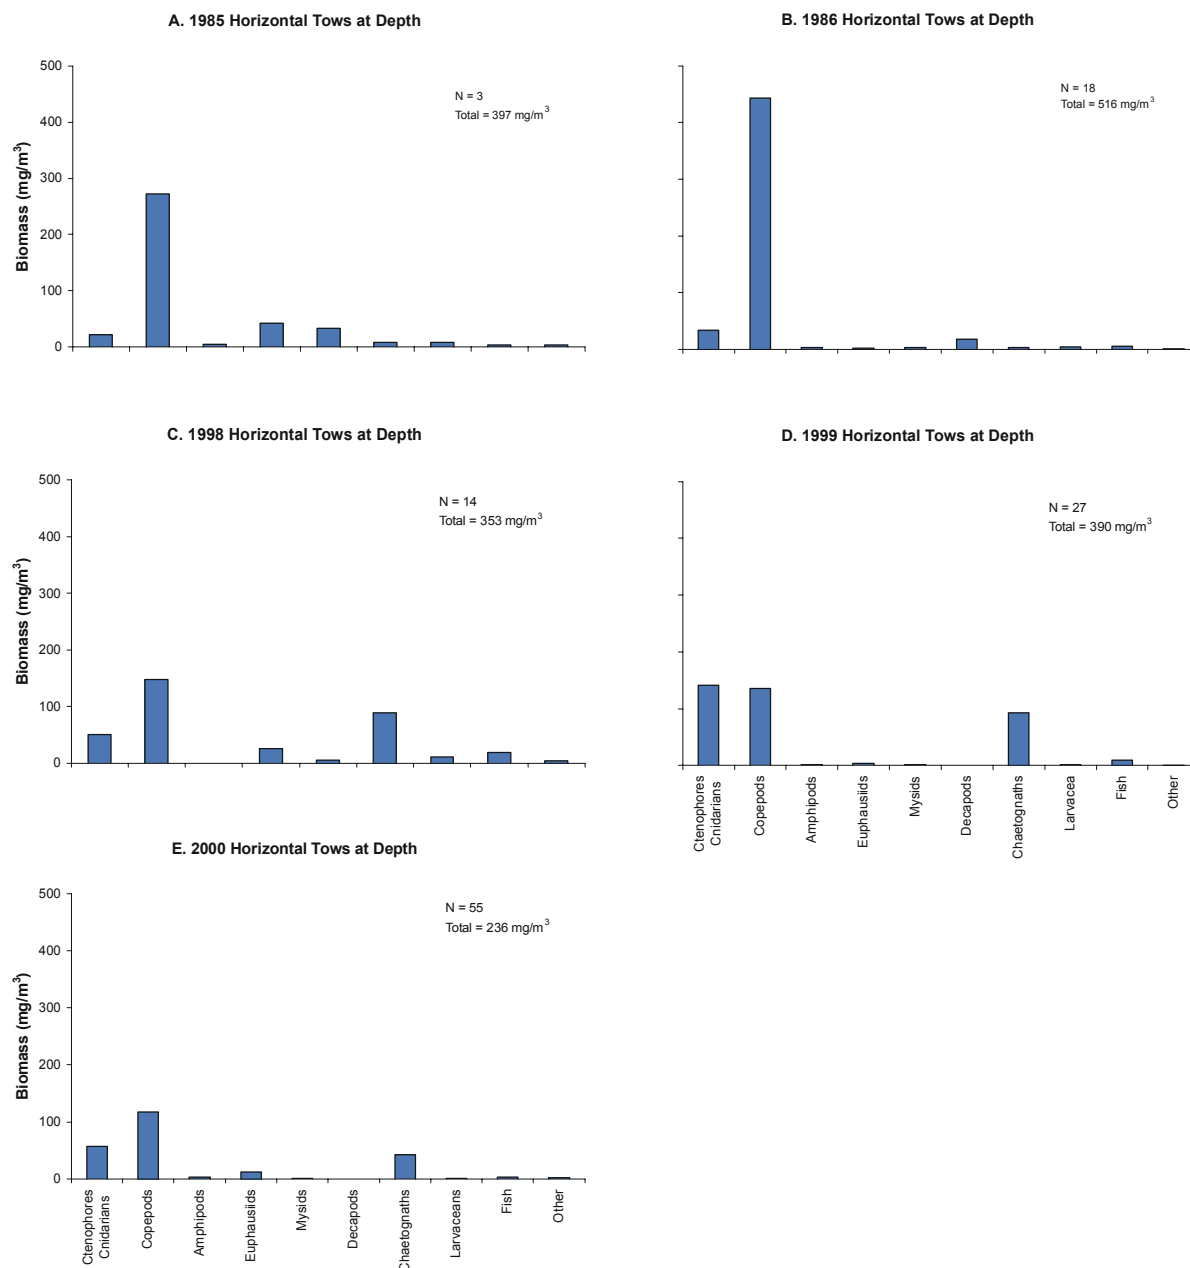 A. 1985 Horizontal Tows at Depth
N = 3
Total = 397 mg/m³
Biomass (mg/m³)
500
400
300
200
100
0
B. 1986 Horizontal Tows at Depth
N = 18
Total = 516 mg/m³
C. 1998 Horizontal Tows at Depth
N = 14
Total = 353 mg/m³
Biomass (mg/m³)
500
400
300
200
100
0
D. 1999 Horizontal Tows at Depth
N = 27
Total = 390 mg/m³
Ctenophores
Cnidarians
Copepods
Amphipods
Euphausiids
Mysids
Decapods
Chaetognaths
Larvacea
Fish
Other
E. 2000 Horizontal Tows at Depth
N = 55
Total = 236 mg/m³
Biomass (mg/m³)
500
400
300
200
100
0
Ctenophores
Cnidarians
Copepods
Amphipods
Euphausiids
Mysids
Decapods
Chaetognaths
Larvaceans
Fish
Other